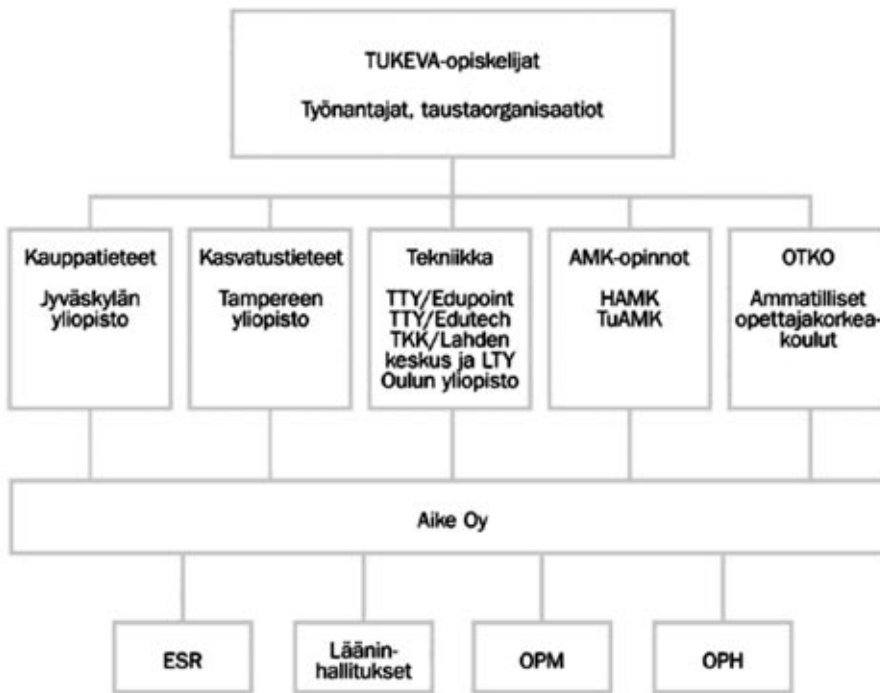 TUKEVA-opiskelijat
Työnantajat, taustaorganisaatiot
Kauppatieteet
Jyväskylän
yliopisto
Kasvatustieteet
Tampereen
yliopisto
Tekniikka
TTY/Edupoint
TTY/Edutech
TKK/Lahden
keskus ja LTY
Oulun yliopisto
AMK-opinnot
HAMK
TuAMK
OTKO
Ammatilliset
opettajakorkea-
koulut
Aike Oy
ESR
Läänin-
hallitukset
OPM
OPH